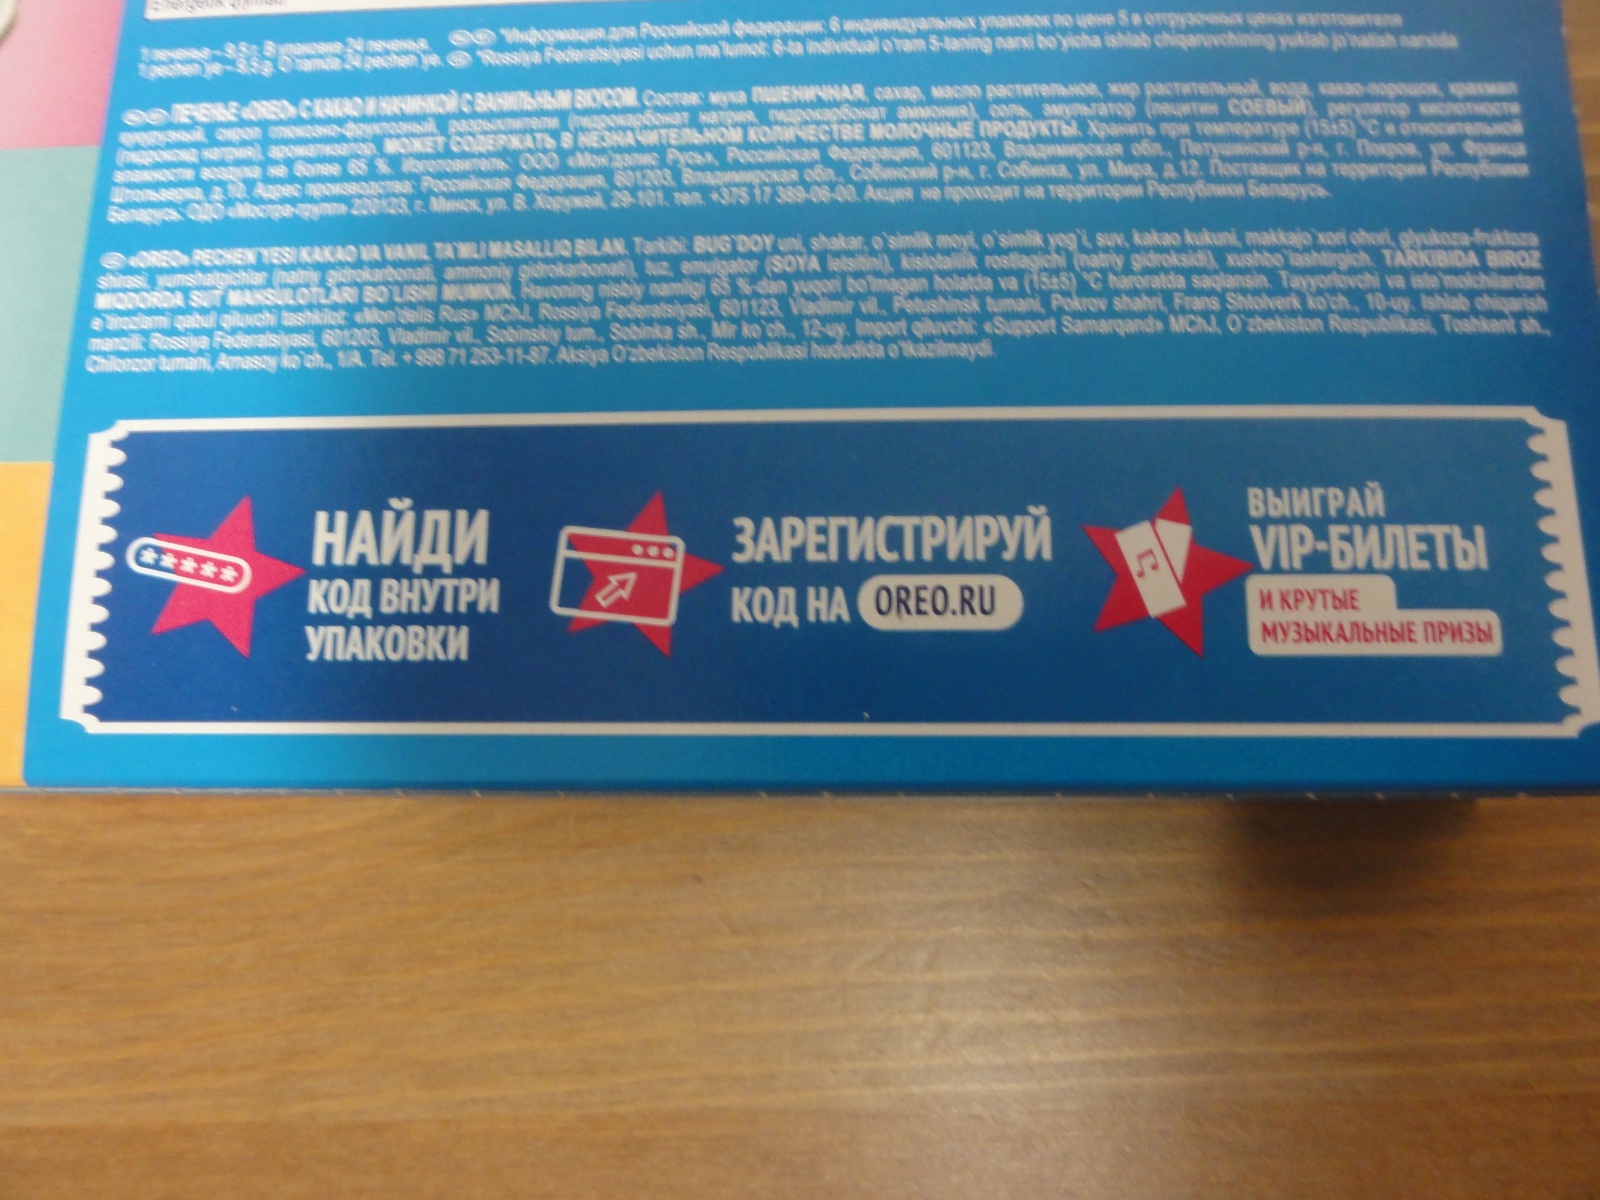 Energetik qiymati
1 печенье – 9,5 г. В упаковке 24 печенья. *Информация для Российской федерации: 6 индивидуальных упаковок по цене 5 в отгрузочных ценах изготовителя
1 pechen`ye – 9,5 g. O`ramda 24 pechen`ye. *Rossiya Federatsiyasi uchun ma'lumot: 6-ta individual o'ram 5-taning narxi bo'yicha ishlab chiqaruvchining yuklab jo'natish narxida
ПЕЧЕНЬЕ «OREO» С КАКАО И НАЧИНКОЙ С ВАНИЛЬНЫМ ВКУСОМ. Состав: мука ПШЕНИЧНАЯ, сахар, масло растительное, жир растительный, вода, какао-порошок, крахмал
кукурузный, сироп глюкозно-фруктозный, разрыхлители (гидрокарбонат натрия, гидрокарбонат аммония), соль, эмульгатор (лецитин СОЕВЫЙ), регулятор кислотности
(гидроксид натрия), ароматизатор. МОЖЕТ СОДЕРЖАТЬ В НЕЗНАЧИТЕЛЬНОМ КОЛИЧЕСТВЕ МОЛОЧНЫЕ ПРОДУКТЫ. Хранить при температуре (15±5) °С и относительной
влажности воздуха не более 65 %. Изготовитель: ООО «Мон'дэлис Русь», Российская Федерация, 601123, Владимирская обл., Петушинский р-н, г. Покров, ул. Франца
Штольверка, д.10. Адрес производства: Российская Федерация, 601203, Владимирская обл., Собинский р-н, г. Собинка, ул. Мира, д.12. Поставщик на территории Республики
Беларусь: ОДО «Мостра-групп» 220123, г. Минск, ул. В. Хоружей, 29-101. тел. +375 17 389-06-00. Акция не проходит на территории Республики Беларусь.
«OREO» PECHEN`YESI KAKAO VA VANIL TA`MLI MASALLIQ BILAN. Tarkibi: BUG`DOY uni, shakar, o`simlik moyi, o`simlik yog`i, suv, kakao kukuni, makkajo`xori ohori, glyukoza-fruktoza
shirasi, yumshatgichlar (natriy gidrokarbonati, ammoniy gidrokarbonati), tuz, emulgator (SOYA letsitini), kislotalik rostlagichi (natriy gidroksidi), xushbo`lashtirgich. TARKIBIDA BIROZ
MIQDORDA SUT MAHSULOTLARI BO`LISHI MUMKIN. Havoning nisbiy namligi 65 %-dan yuqori bo'lmagan holatda va (15±5) °C haroratda saqlansin. Tayyorlovchi va iste'molchilardan
e`tirozlarni qabul qiluvchi tashkilot: «Mon'delis Rus» MChJ, Rossiya Federatsiyasi, 601123, Vladimir vil., Petushinsk tumani, Pokrov shahri, Frans Shtolverk ko`ch., 10-uy. Ishlab chiqarish
manzili: Rossiya Federatsiyasi, 601203, Vladimir vil., Sobinskiy tum., Sobinka sh., Mir ko`ch., 12-uy. Import qiluvchi: «Support Samarqand» MChJ, O`zbekiston Respublikasi, Toshkent sh.,
Chilonzor tumani, Arnasoy ko`ch., 1/A. Tel. + 998 71 253-11-87. Aksiya O'zbekiston Respublikasi hududida o'tkazilmaydi.
*****
НАЙДИ
КОД ВНУТРИ
УПАКОВКИ
ЗАРЕГИСТРИРУЙ
КОД НА OREO.RU
ВЫИГРАЙ
VIP-БИЛЕТЫ
И КРУТЫЕ
МУЗЫКАЛЬНЫЕ ПРИЗЫ